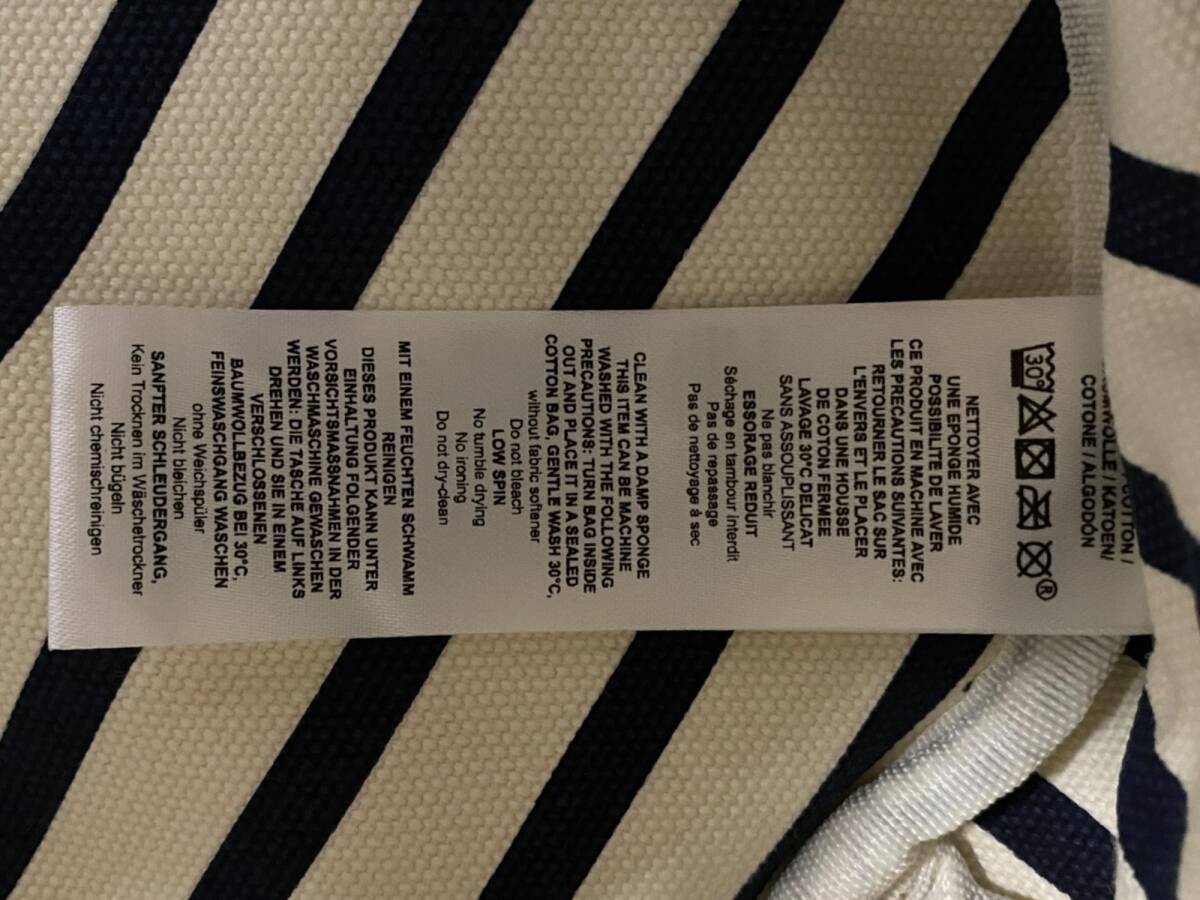 COTTON /
KATOEN/
COTONE / ALGODÓN
30°
®
NETTOYER AVEC
UNE EPONGE HUMIDE
POSSIBILITE DE LAVER
CE PRODUIT EN MACHINE AVEC
LES PRECAUTIONS SUIVANTES:
RETOURNER LE SAC SUR
L'ENVERS ET LE PLACER
DANS UNE HOUSSE
DE COTON FERMEE
LAVAGE 30°C DELICAT
SANS ASSOUPLISSANT
Ne pas blanchir
ESSORAGE REDUIT
Séchage en tambour interdit
Pas de repassage
Pas de nettoyage à sec
CLEAN WITH A DAMP SPONGE
THIS ITEM CAN BE MACHINE
WASHED WITH THE FOLLOWING
PRECAUTIONS: TURN BAG INSIDE
OUT AND PLACE IT IN A SEALED
COTTON BAG, GENTLE WASH 30°C,
without fabric softener
Do not bleach
LOW SPIN
No tumble drying
No ironing
Do not dry-clean
MIT EINEM FEUCHTEN SCHWAMM
REINIGEN
DIESES PRODUKT KANN UNTER
EINHALTUNG FOLGENDER
VORSICHTSMASSNAHMEN IN DER
WASCHMASCHINE GEWASCHEN
WERDEN: DIE TASCHE AUF LINKS
DREHEN UND SIE IN EINEM
VERSCHLOSSENEN
BAUMWOLLBEZUG BEI 30°C,
FEINSWASCHGANG WASCHEN
ohne Weichspüler
Nicht bleichen
SANFTER SCHLEUDERGANG,
Kein Trocknen im Wäschetrockner
Nicht bügeln
Nicht chemischreinigen